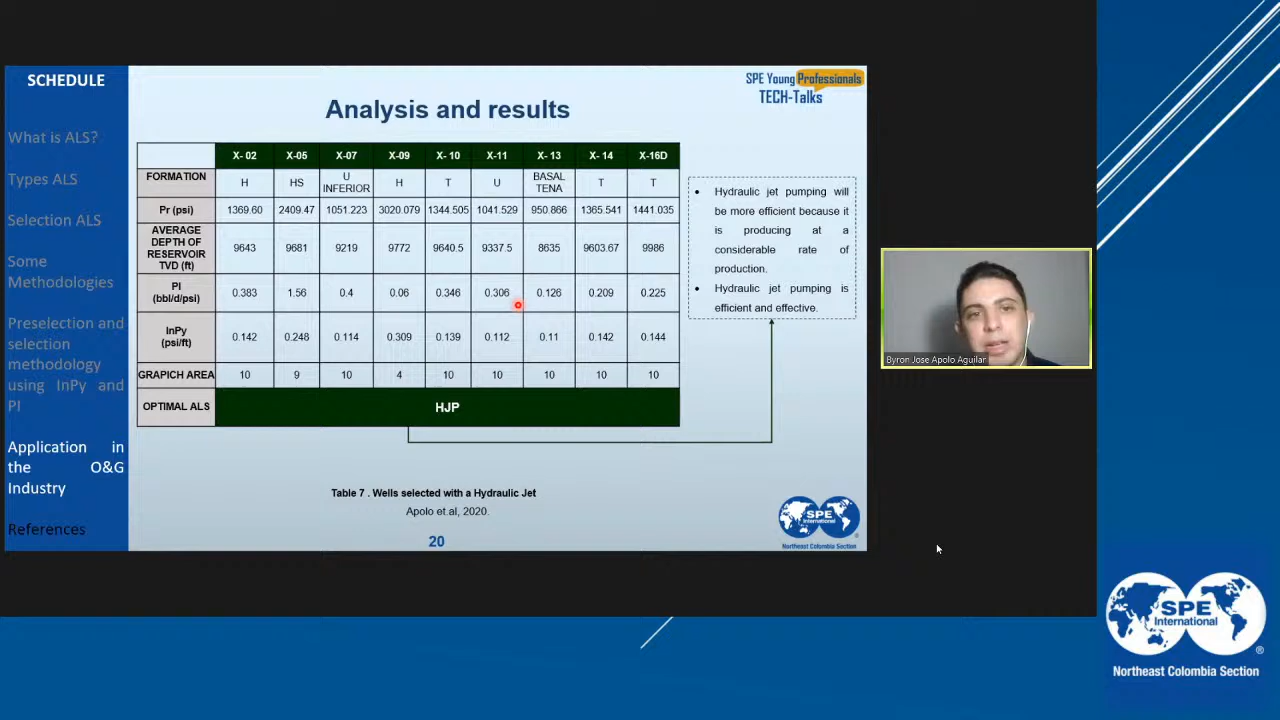 SCHEDULE
What is ALS?
Types ALS
Selection ALS
Some
Methodologies
Preselection and
selection
methodology
using InPy and
PI
Application in
the O&G
Industry
References
SPE Young Professionals
TECH-Talks
Analysis and results
X- 02 X-05 X-07 X-09 X- 10 X-11 X- 13 X- 14 X-16D
FORMATION H HS U INFERIOR H T U BASAL TENA T T
Pr (psi) 1369.60 2409.47 1051.223 3020.079 1344.505 1041.529 950.866 1365.541 1441.035
AVERAGE DEPTH OF RESERVOIR TVD (ft) 9643 9681 9219 9772 9640.5 9337.5 8635 9603.67 9986
PI (bbl/d/psi) 0.383 1.56 0.4 0.06 0.346 0.306 0.126 0.209 0.225
InPy (psi/ft) 0.142 0.248 0.114 0.309 0.139 0.112 0.11 0.142 0.144
GRAPICH AREA 10 9 10 4 10 10 10 10 10
OPTIMAL ALS HJP
• Hydraulic jet pumping will
be more efficient because it
is producing at a
considerable rate of
production.
• Hydraulic jet pumping is
efficient and effective.
Table 7 . Wells selected with a Hydraulic Jet
Apolo et.al, 2020.
20
SPE
International
Northeast Colombia Section
Byron Jose Apolo Aguilar
SPE
International
®
Northeast Colombia Section